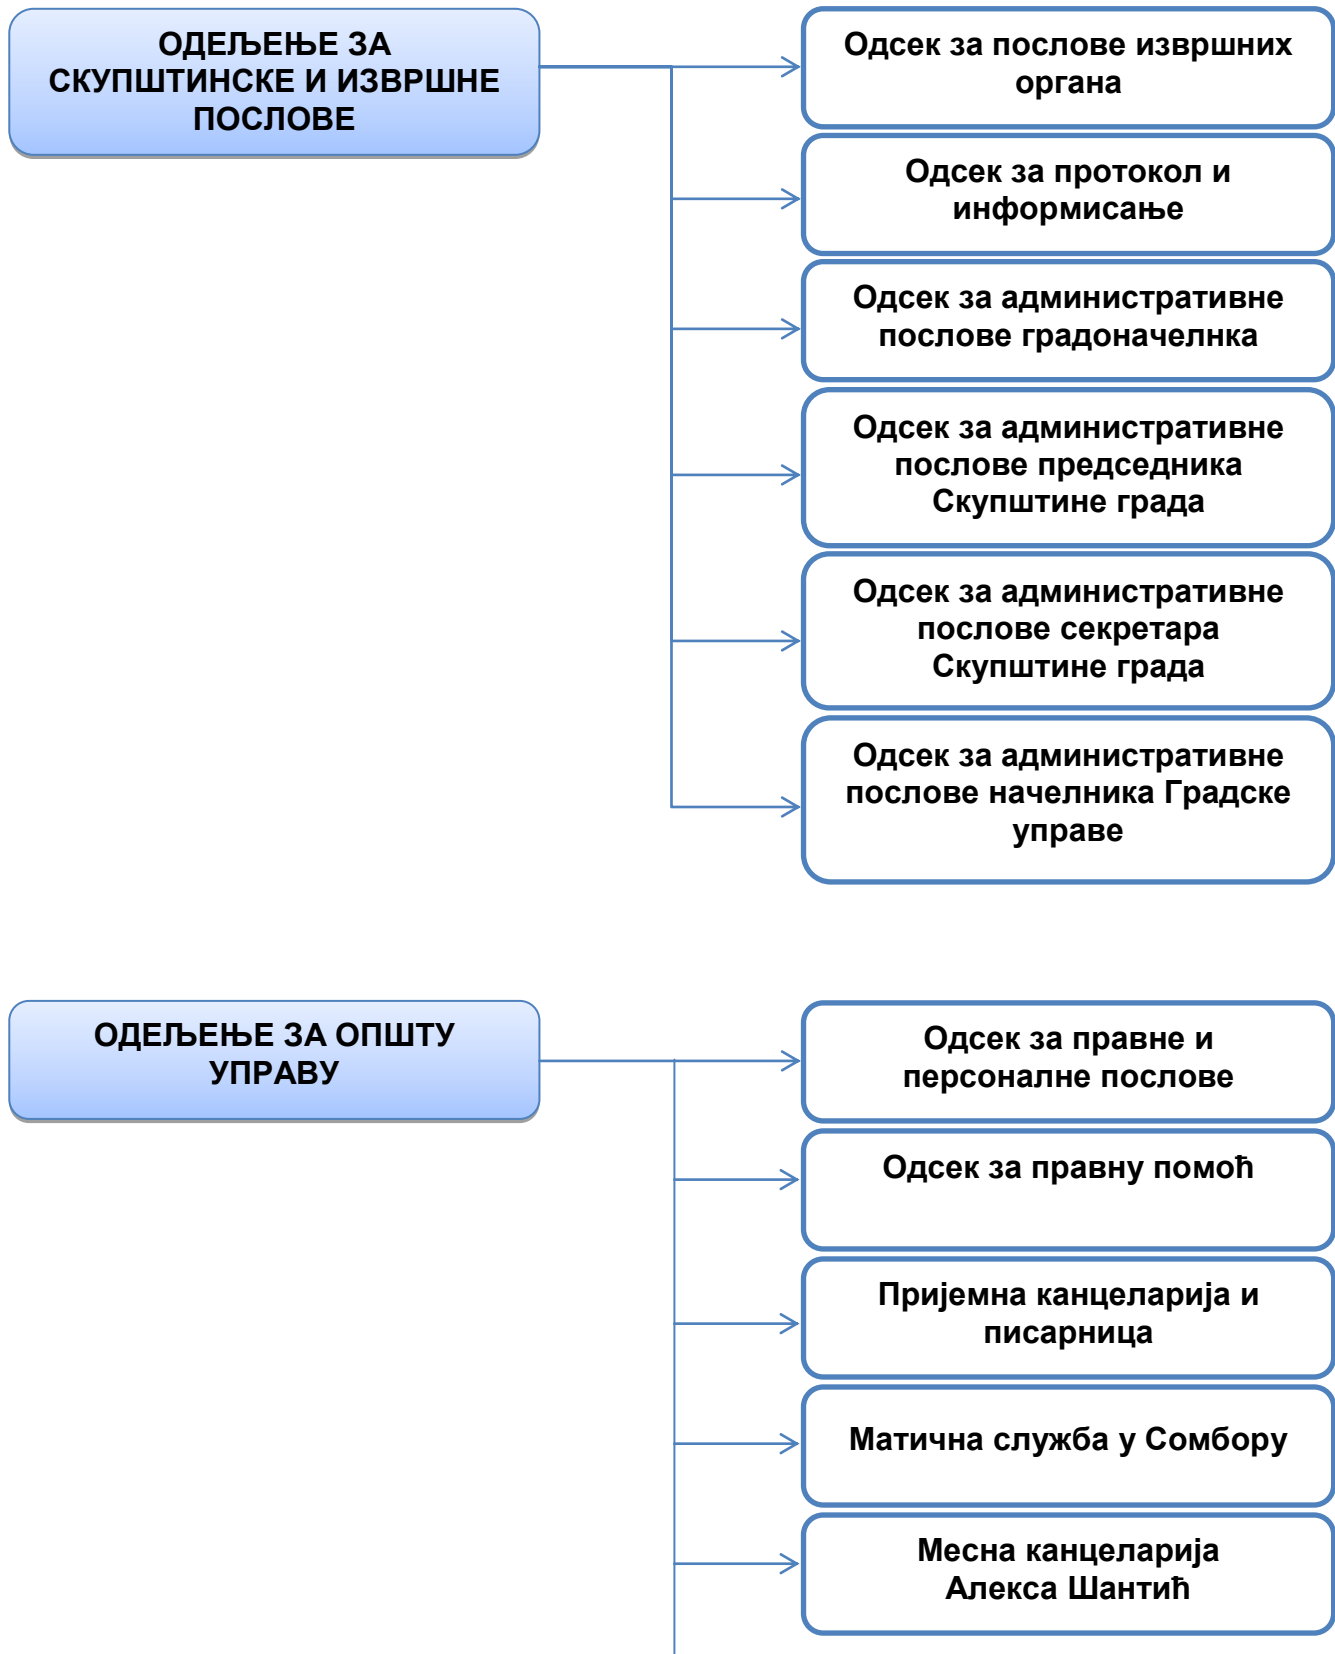 ОДЕЉЕЊЕ ЗА
СКУПШТИНСКЕ И ИЗВРШНЕ
ПОСЛОВЕ
Одсек за послове извршних
органа
Одсек за протокол и
информисање
Одсек за административне
послове градоначелнка
Одсек за административне
послове председника
Скупштине града
Одсек за административне
послове секретара
Скупштине града
Одсек за административне
послове начелника Градске
управе
ОДЕЉЕЊЕ ЗА ОПШТУ
УПРАВУ
Одсек за правне и
персоналне послове
Одсек за правну помоћ
Пријемна канцеларија и
писарница
Матична служба у Сомбору
Месна канцеларија
Алекса Шантић